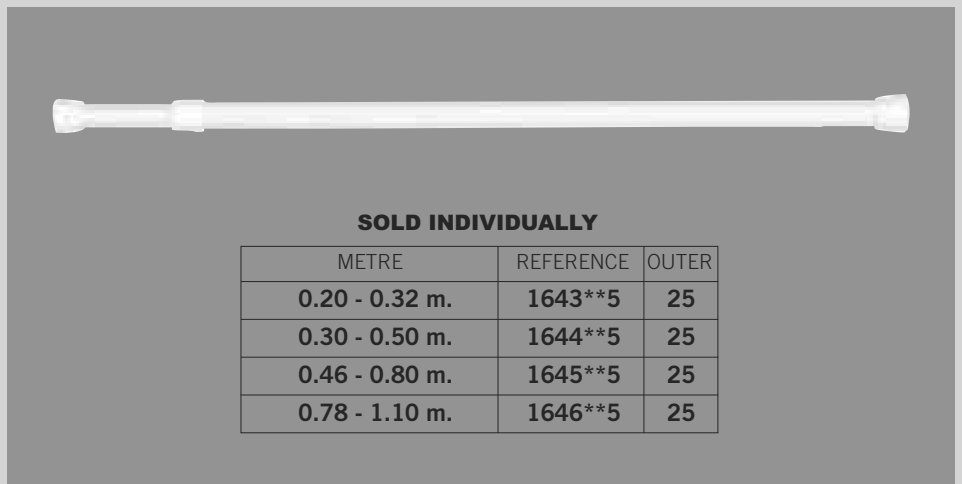 SOLD INDIVIDUALLY
METRE REFERENCE OUTER
0.20 - 0.32 m. 1643**5 25
0.30 - 0.50 m. 1644**5 25
0.46 - 0.80 m. 1645**5 25
0.78 - 1.10 m. 1646**5 25